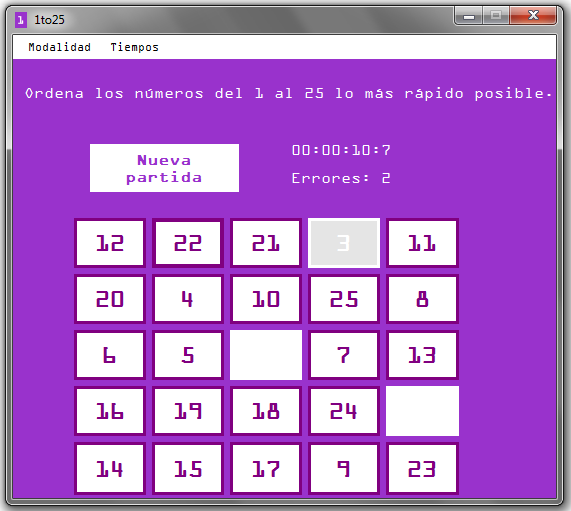 1 1to25
Modalidad Tiempos
Ordena los números del 1 al 25 lo más rápido posible.
Nueva
partida
00:00:10:7
Errores: 2
12 22 21 3 11
20 4 10 25 8
6 5 7 13
16 19 18 24
14 15 17 9 23